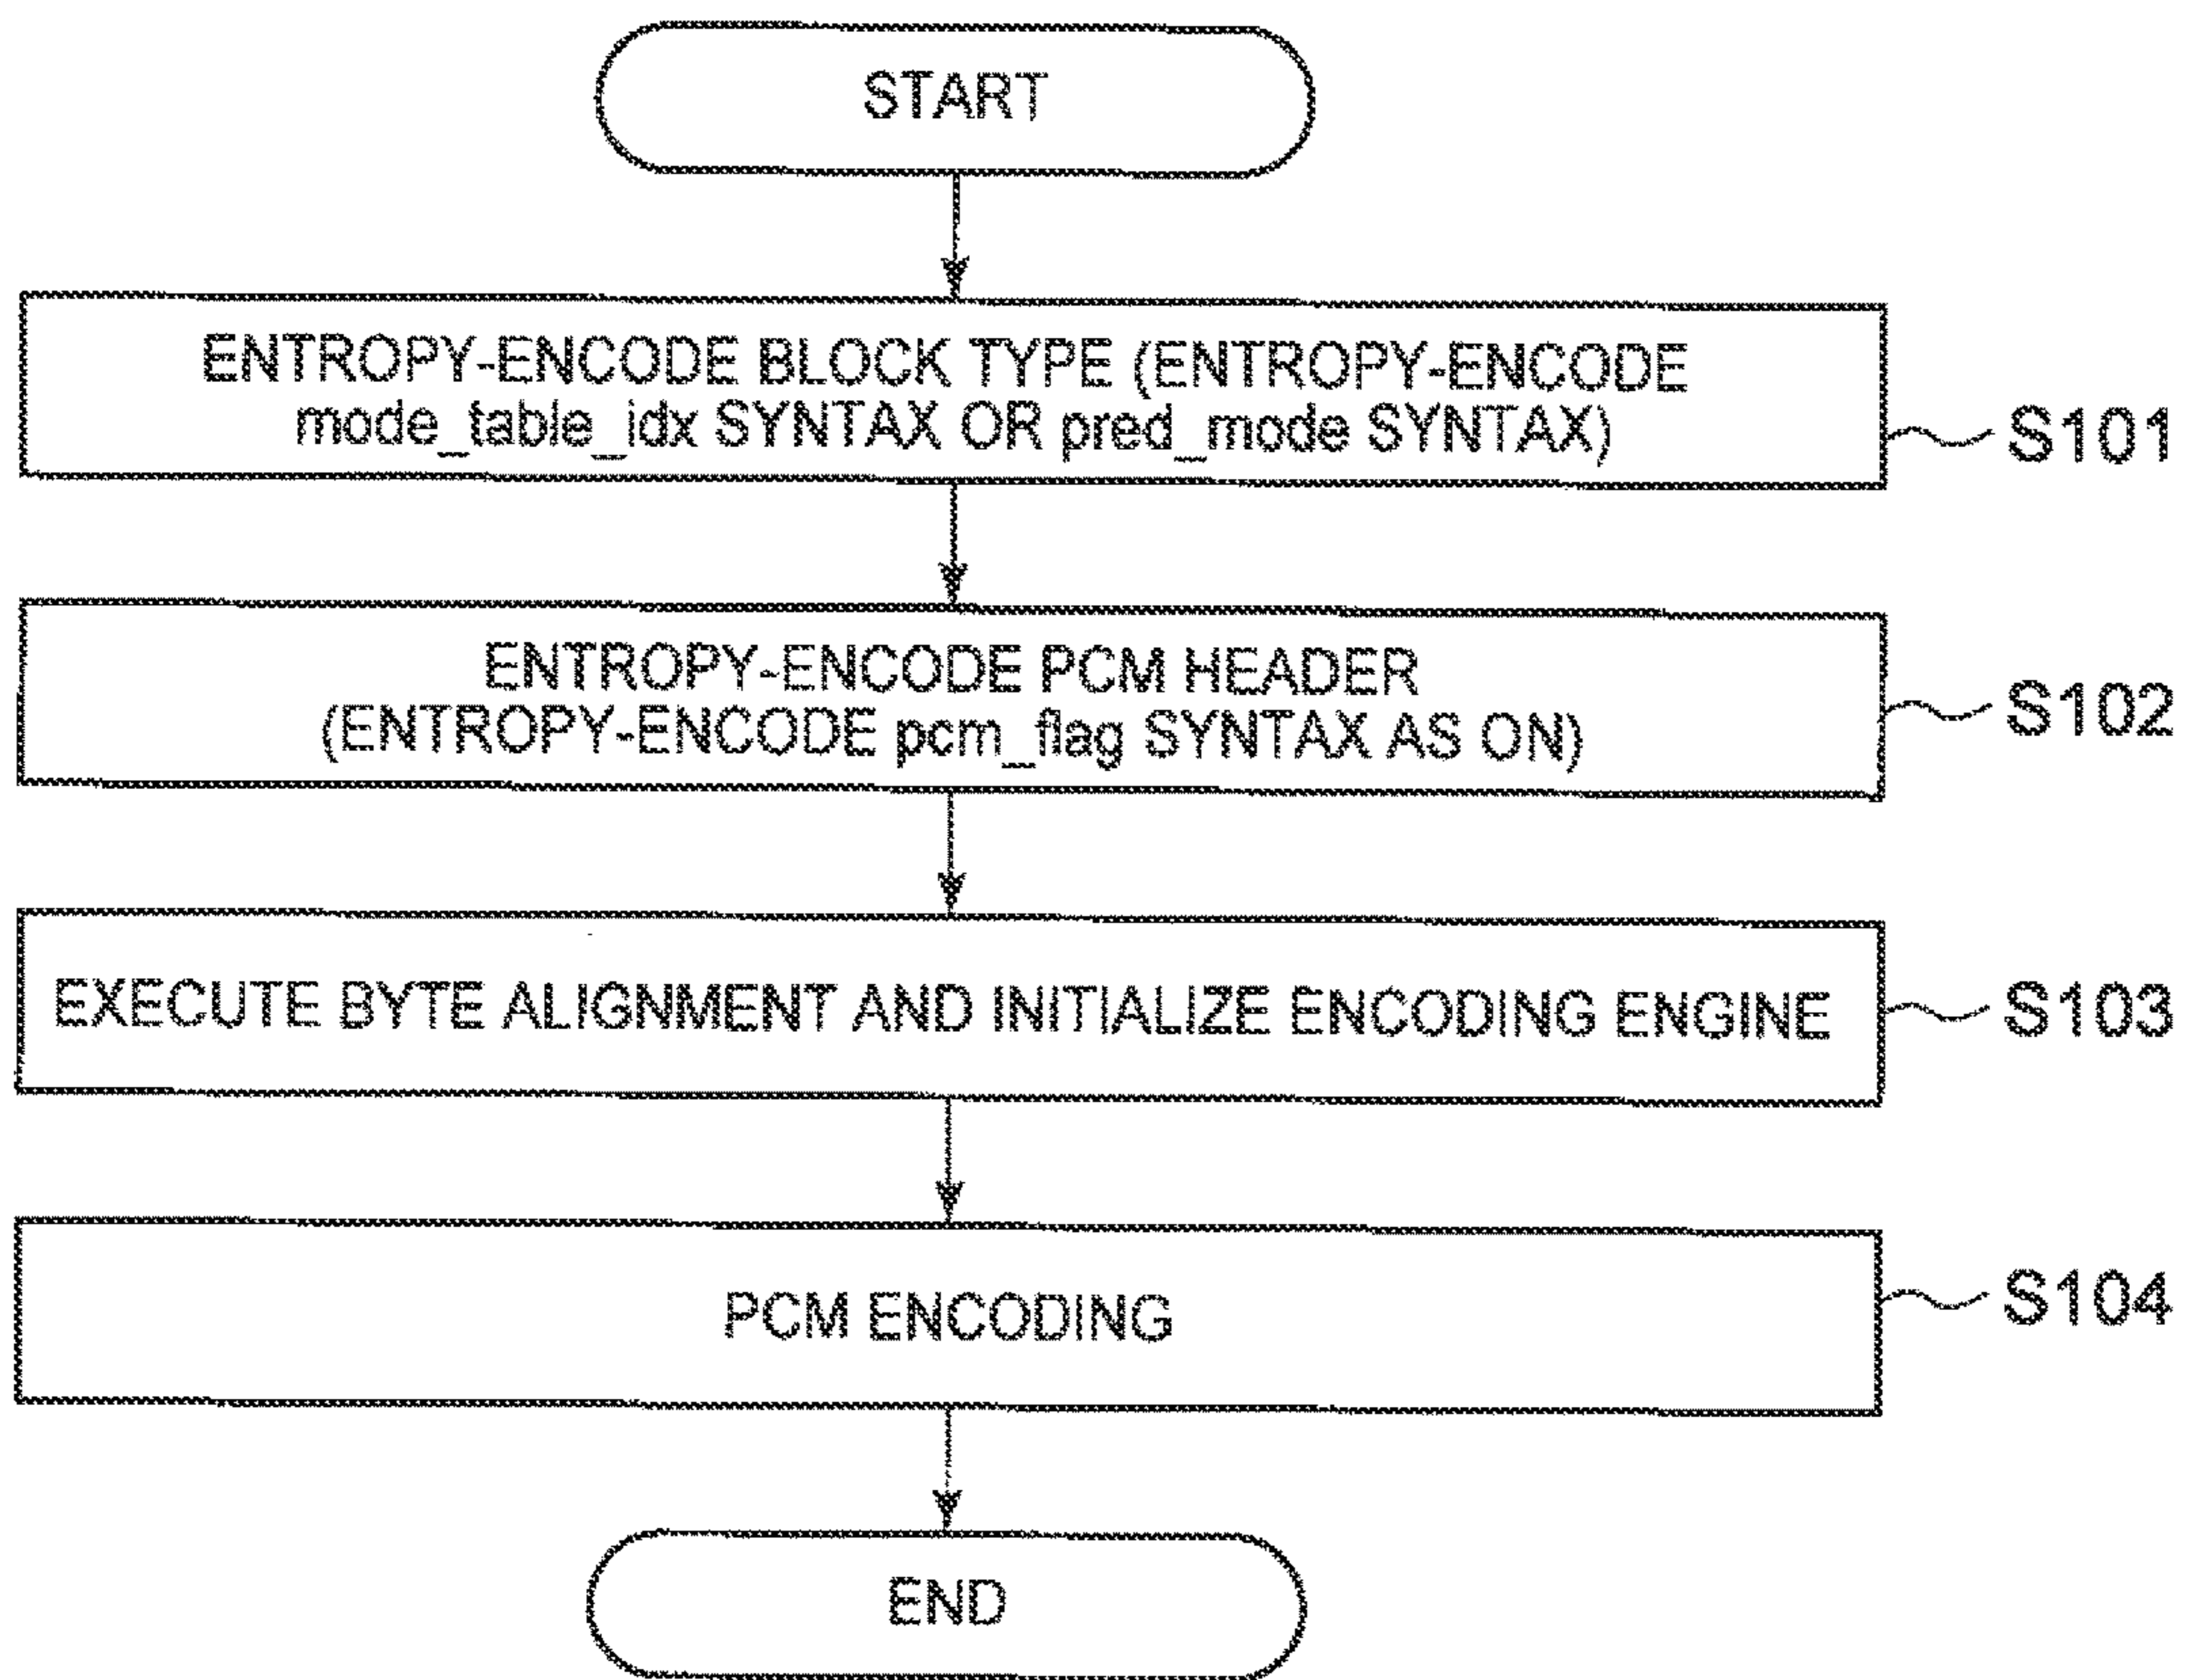 START
ENTROPY-ENCODE BLOCK TYPE (ENTROPY-ENCODE
mode_table_idx SYNTAX OR pred_mode SYNTAX)
S101
ENTROPY-ENCODE PCM HEADER
(ENTROPY-ENCODE pcm_flag SYNTAX AS ON)
S102
EXECUTE BYTE ALIGNMENT AND INITIALIZE ENCODING ENGINE
S103
PCM ENCODING
S104
END